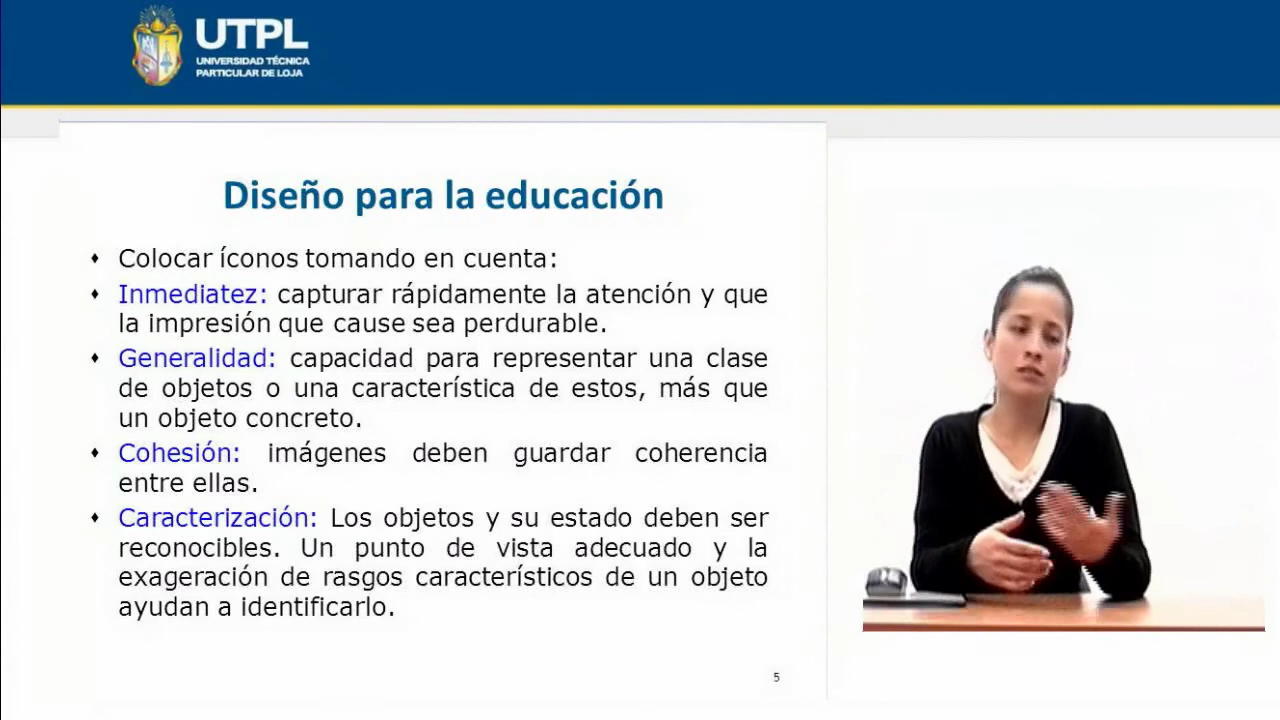 UTPL
UNIVERSIDAD TÉCNICA
PARTICULAR DE LOJA
Diseño para la educación
♦ Colocar íconos tomando en cuenta:
♦ Inmediatez: capturar rápidamente la atención y que
la impresión que cause sea perdurable.
♦ Generalidad: capacidad para representar una clase
de objetos o una característica de estos, más que
un objeto concreto.
♦ Cohesión: imágenes deben guardar coherencia
entre ellas.
♦ Caracterización: Los objetos y su estado deben ser
reconocibles. Un punto de vista adecuado y la
exageración de rasgos característicos de un objeto
ayudan a identificarlo.
5